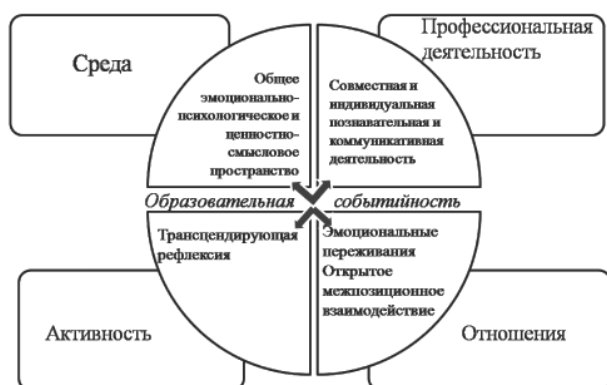 Среда
Профессиональная
деятельность
Общее
эмоционально-
психологическое и
ценностно-
смысловое
пространство
Совместная и
индивидуальная
познавательная и
коммуникативная
деятельность
Образовательная событийность
Трансцендирующая
рефлексия
Эмоциональные
переживания
Открытое
межпозиционное
взаимодействие
Активность
Отношения